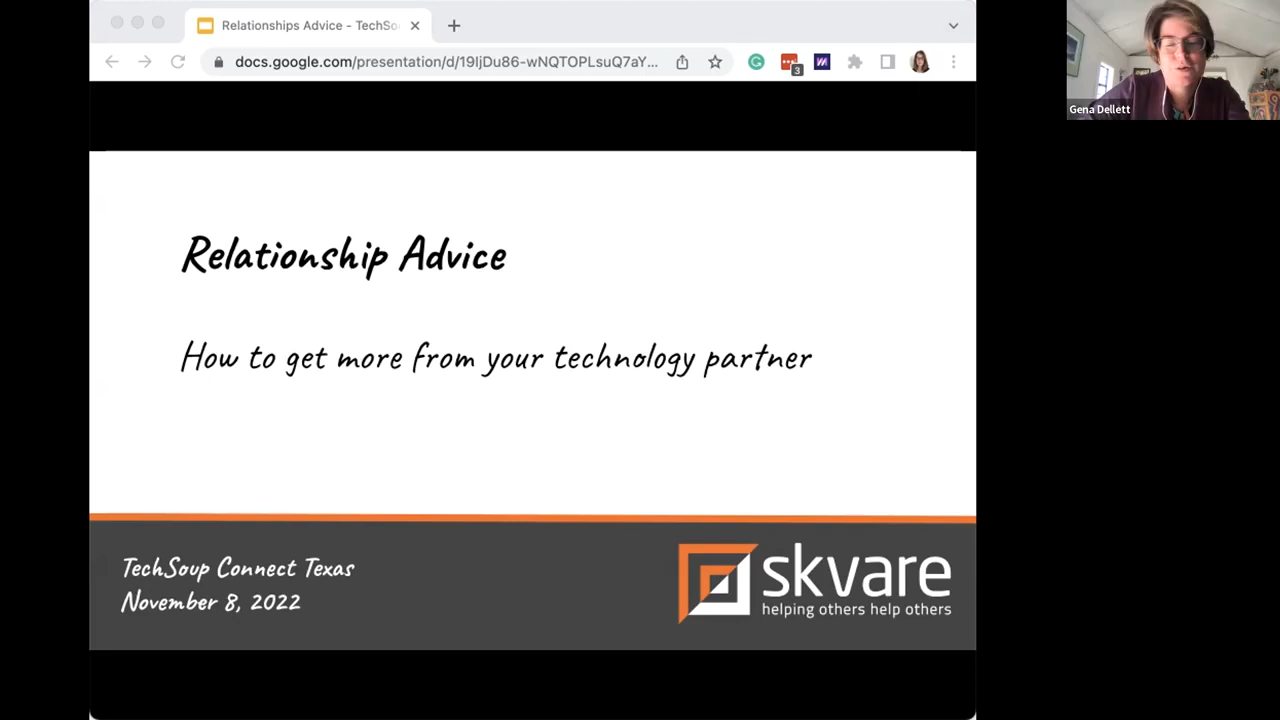 Relationships Advice - TechSo
docs.google.com/presentation/d/19IjDu86-wNQTOPLsuQ7aY...
3
Gena Dellett
Relationship Advice
How to get more from your technology partner
TechSoup Connect Texas
November 8, 2022
skvare
helping others help others